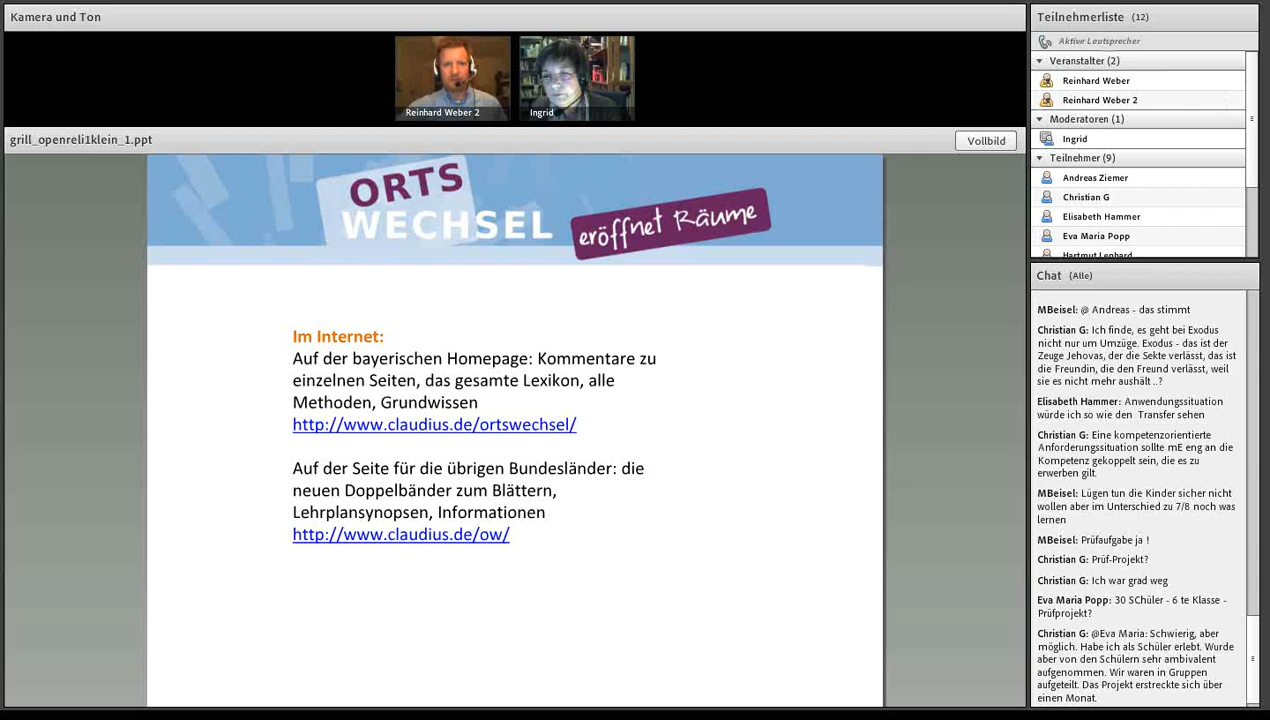 Kamera und Ton
Reinhard Weber 2
Ingrid
grill_openreli1klein_1.ppt
Vollbild
ORTS
WECHSEL
eröffnet Räume
Im Internet:
Auf der bayerischen Homepage: Kommentare zu
einzelnen Seiten, das gesamte Lexikon, alle
Methoden, Grundwissen
http://www.claudius.de/ortswechsel/
Auf der Seite für die übrigen Bundesländer: die
neuen Doppelbänder zum Blättern,
Lehrplansynopsen, Informationen
http://www.claudius.de/ow/
Teilnehmerliste (12)
Aktive Lautsprecher
Veranstalter (2)
Reinhard Weber
Reinhard Weber 2
Moderatoren (1)
Ingrid
Teilnehmer (9)
Andreas Ziemer
Christian G
Elisabeth Hammer
Eva Maria Popp
Hartmut Lenhard
Chat (Alle)
MBeisel: @ Andreas - das stimmt
Christian G: Ich finde, es geht bei Exodus
nicht nur um Umzüge. Exodus - das ist der
Zeuge Jehovas, der die Sekte verlässt, das ist
die Freundin, die den Freund verlässt, weil
sie es nicht mehr aushält ..?
Elisabeth Hammer: Anwendungssituation
würde ich so wie den Transfer sehen
Christian G: Eine kompetenzorientierte
Anforderungssituation sollte mE eng an die
Kompetenz gekoppelt sein, die es zu
erwerben gilt.
MBeisel: Lügen tun die Kinder sicher nicht
wollen aber im Unterschied zu 7/8 noch was
lernen
MBeisel: Prüfaufgabe ja !
Christian G: Prüf-Projekt?
Christian G: Ich war grad weg
Eva Maria Popp: 30 SChüler - 6 te Klasse -
Prüfprojekt?
Christian G: @Eva Maria: Schwierig, aber
möglich. Habe ich als Schüler erlebt. Wurde
aber von den Schülern sehr ambivalent
aufgenommen. Wir waren in Gruppen
aufgeteilt. Das Projekt erstreckte sich über
einen Monat.